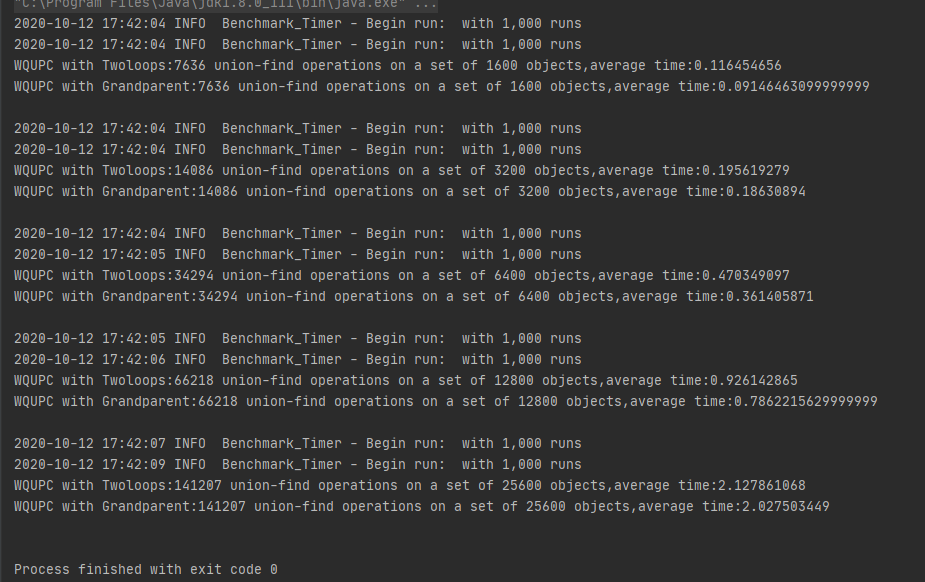 "C:\Program Files\Java\jdk1.8.0_111\bin\java.exe" ...
2020-10-12 17:42:04 INFO  Benchmark_Timer - Begin run:  with 1,000 runs
2020-10-12 17:42:04 INFO  Benchmark_Timer - Begin run:  with 1,000 runs
WQUPC with Twoloops:7636 union-find operations on a set of 1600 objects,average time:0.116454656
WQUPC with Grandparent:7636 union-find operations on a set of 1600 objects,average time:0.09146463099999999
2020-10-12 17:42:04 INFO  Benchmark_Timer - Begin run:  with 1,000 runs
2020-10-12 17:42:04 INFO  Benchmark_Timer - Begin run:  with 1,000 runs
WQUPC with Twoloops:14086 union-find operations on a set of 3200 objects,average time:0.195619279
WQUPC with Grandparent:14086 union-find operations on a set of 3200 objects,average time:0.18630894
2020-10-12 17:42:04 INFO  Benchmark_Timer - Begin run:  with 1,000 runs
2020-10-12 17:42:05 INFO  Benchmark_Timer - Begin run:  with 1,000 runs
WQUPC with Twoloops:34294 union-find operations on a set of 6400 objects,average time:0.470349097
WQUPC with Grandparent:34294 union-find operations on a set of 6400 objects,average time:0.361405871
2020-10-12 17:42:05 INFO  Benchmark_Timer - Begin run:  with 1,000 runs
2020-10-12 17:42:06 INFO  Benchmark_Timer - Begin run:  with 1,000 runs
WQUPC with Twoloops:66218 union-find operations on a set of 12800 objects,average time:0.926142865
WQUPC with Grandparent:66218 union-find operations on a set of 12800 objects,average time:0.7862215629999999
2020-10-12 17:42:07 INFO  Benchmark_Timer - Begin run:  with 1,000 runs
2020-10-12 17:42:09 INFO  Benchmark_Timer - Begin run:  with 1,000 runs
WQUPC with Twoloops:141207 union-find operations on a set of 25600 objects,average time:2.127861068
WQUPC with Grandparent:141207 union-find operations on a set of 25600 objects,average time:2.027503449
Process finished with exit code 0